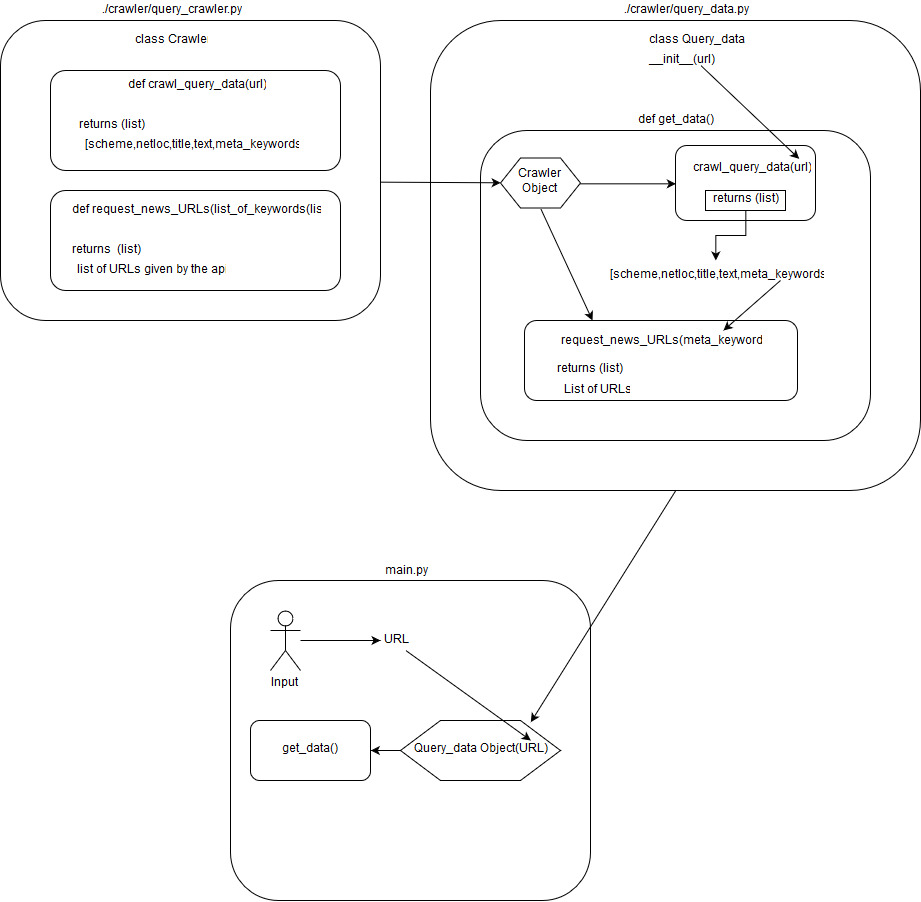 ./crawler/query_crawler.py
class Crawler
def crawl_query_data(url)
returns (list)
[scheme,netloc,title,text,meta_keywords
def request_news_URLs(list_of_keywords(lis
returns (list)
list of URLs given by the api
./crawler/query_data.py
class Query_data
__init__(url)
def get_data()
Crawler
Object
crawl_query_data(url)
returns (list)
[scheme,netloc,title,text,meta_keywords
request_news_URLs(meta_keyword
returns (list)
List of URLs
main.py
URL
Input
get_data()
Query_data Object(URL)